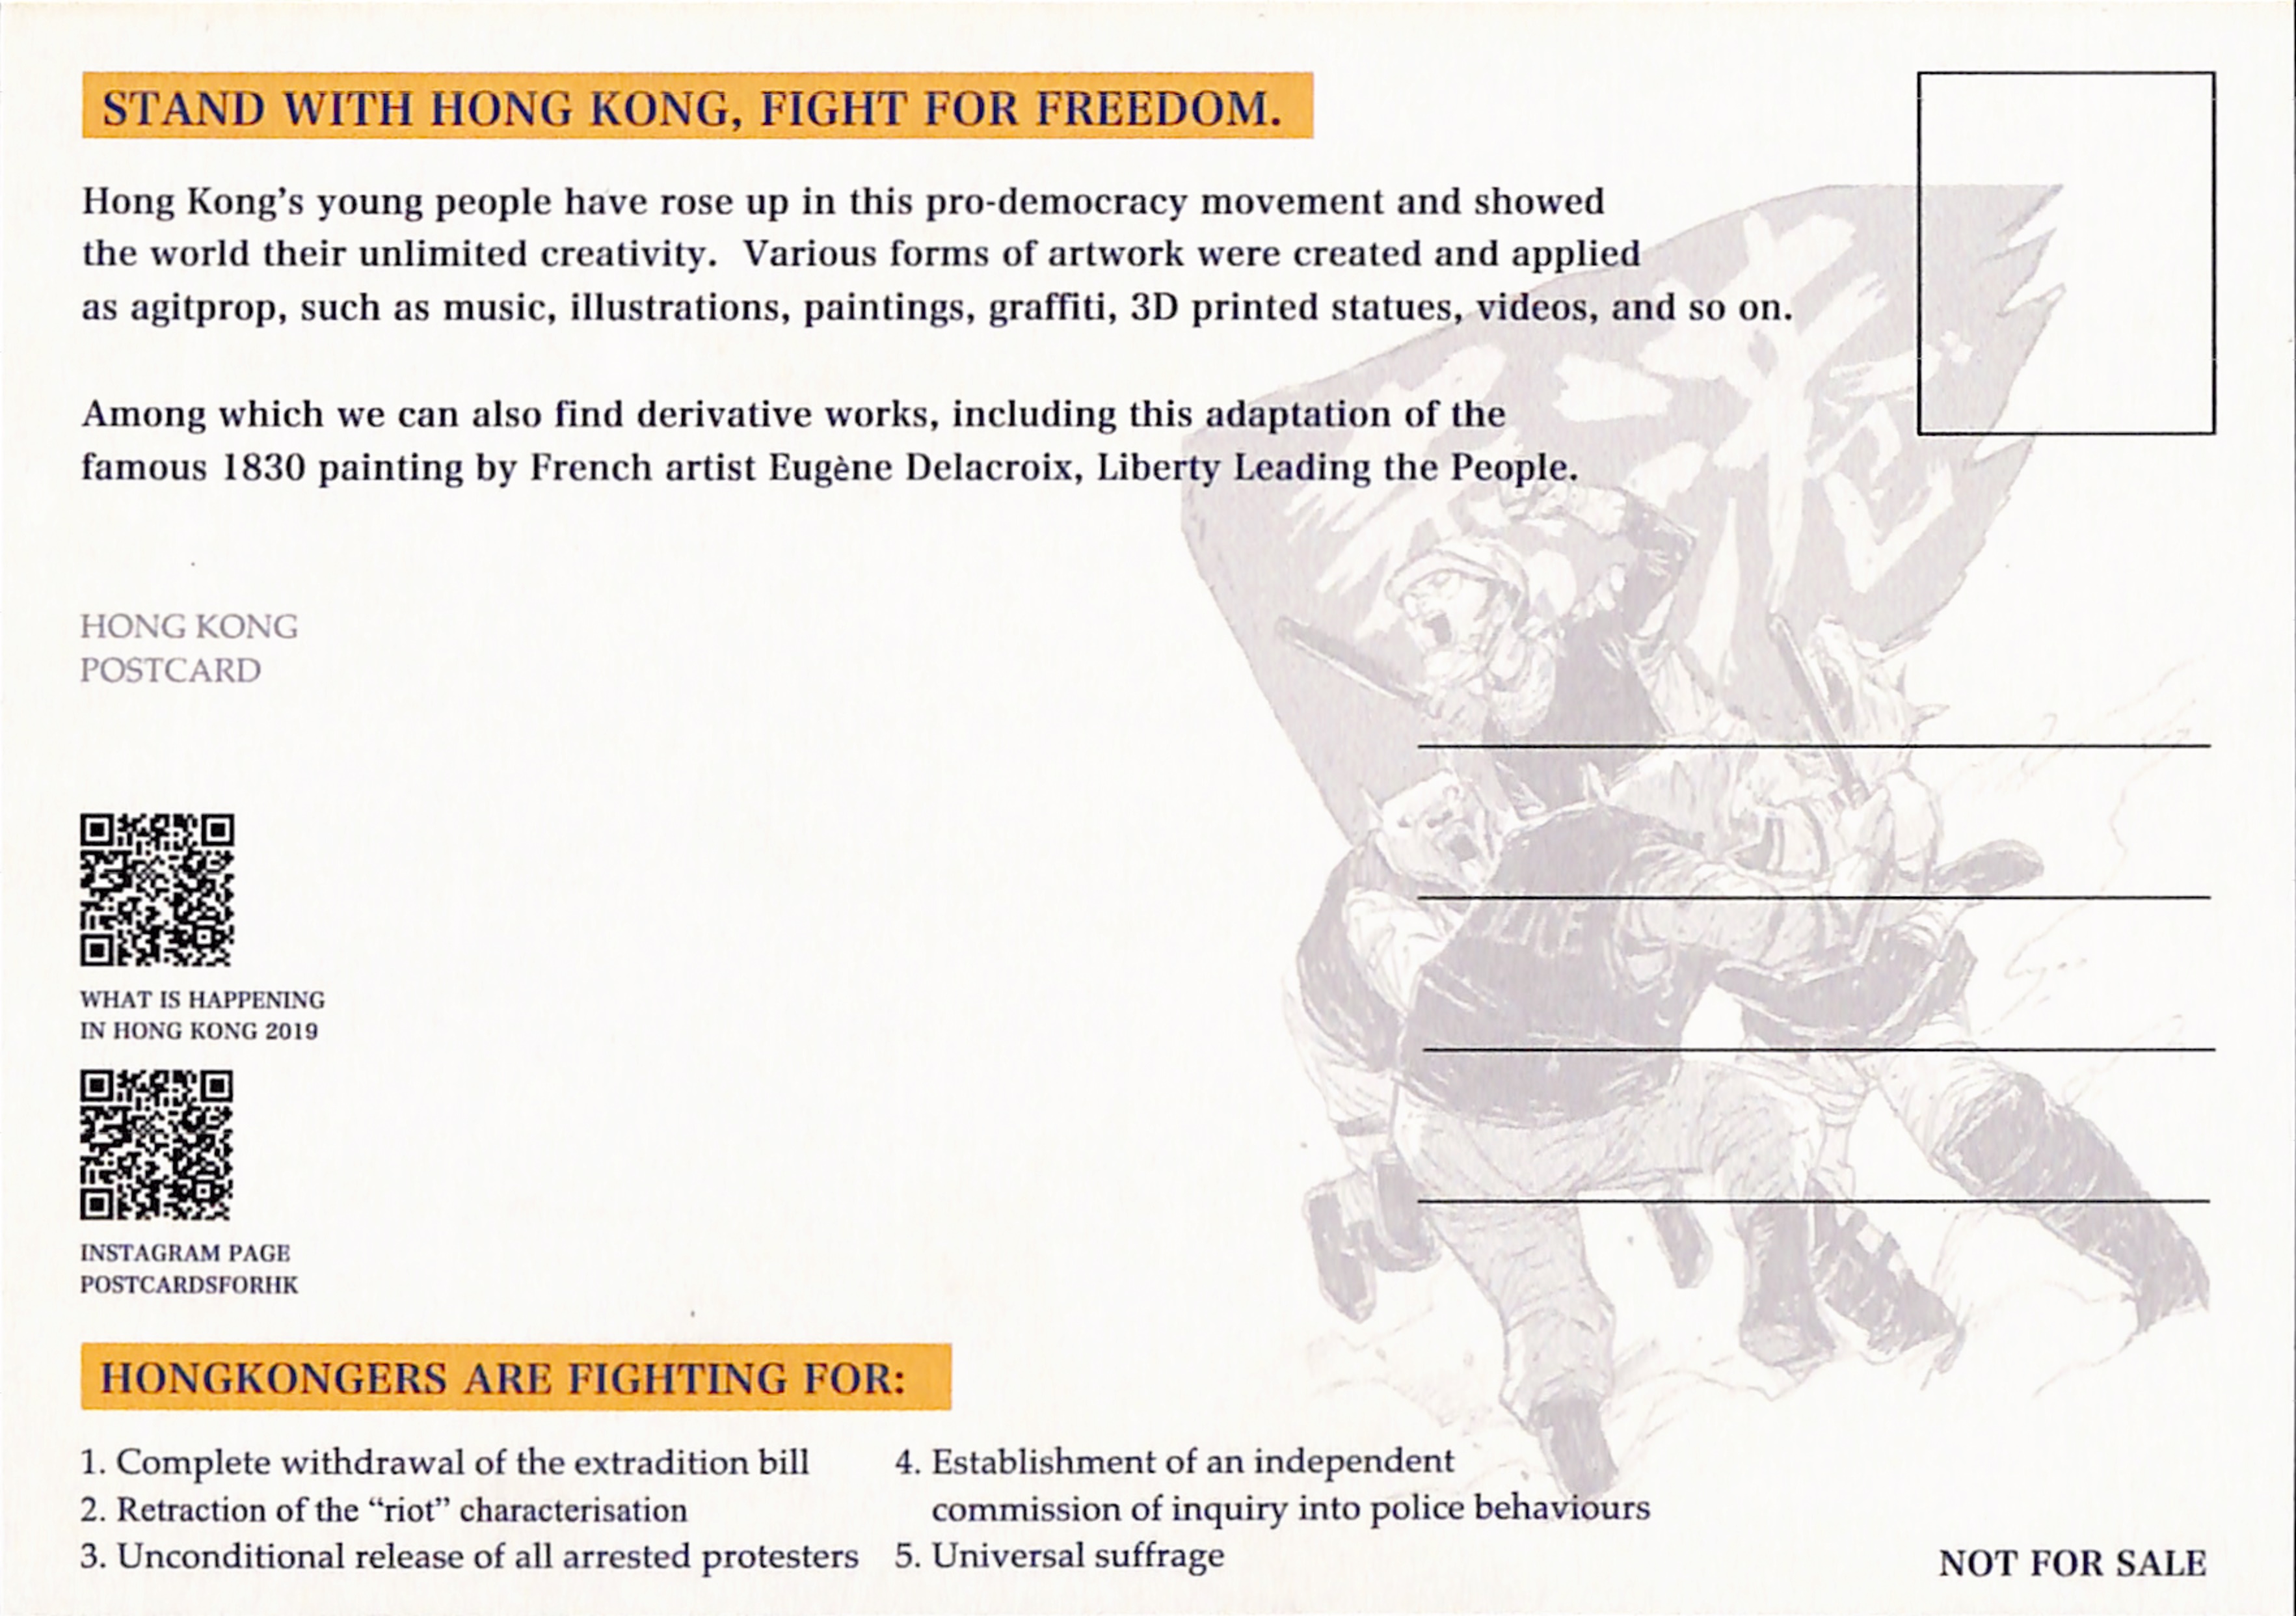 STAND WITH HONG KONG, FIGHT FOR FREEDOM.
Hong Kong's young people have rose up in this pro-democracy movement and showed
the world their unlimited creativity.  Various forms of artwork were created and applied
as agitprop, such as music, illustrations, paintings, graffiti, 3D printed statues, videos, and so on.
Among which we can also find derivative works, including this adaptation of the
famous 1830 painting by French artist Eugène Delacroix, Liberty Leading the People.
HONG KONG
POSTCARD
WHAT IS HAPPENING
IN HONG KONG 2019
INSTAGRAM PAGE
POSTCARDSFORHK
HONGKONGERS ARE FIGHTING FOR:
1. Complete withdrawal of the extradition bill
2. Retraction of the “riot” characterisation
3. Unconditional release of all arrested protesters
4. Establishment of an independent
commission of inquiry into police behaviours
5. Universal suffrage
NOT FOR SALE